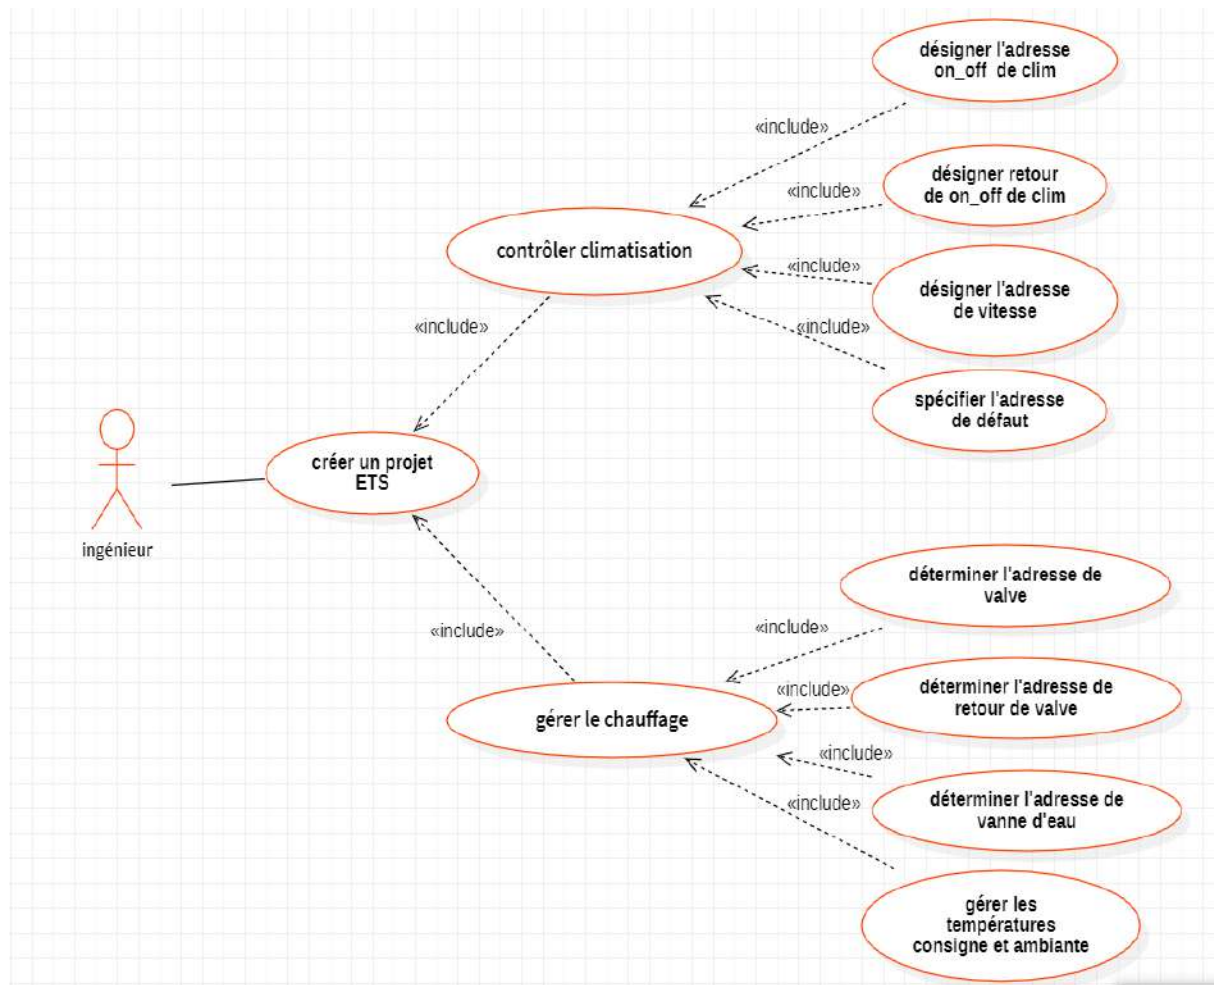 désigner l'adresse
on_off de clim
«include»
désigner retour
de on_off de clim
«include»
contrôler climatisation
«include»
désigner l'adresse
de vitesse
«include»
«include»
spécifier l'adresse
de défaut
créer un projet
ETS
ingénieur
déterminer l'adresse de
valve
«include»
«include»
déterminer l'adresse de
retour de valve
«include»
gérer le chauffage
«include»
déterminer l'adresse de
vanne d'eau
«include»
gérer les
températures
consigne et ambiante